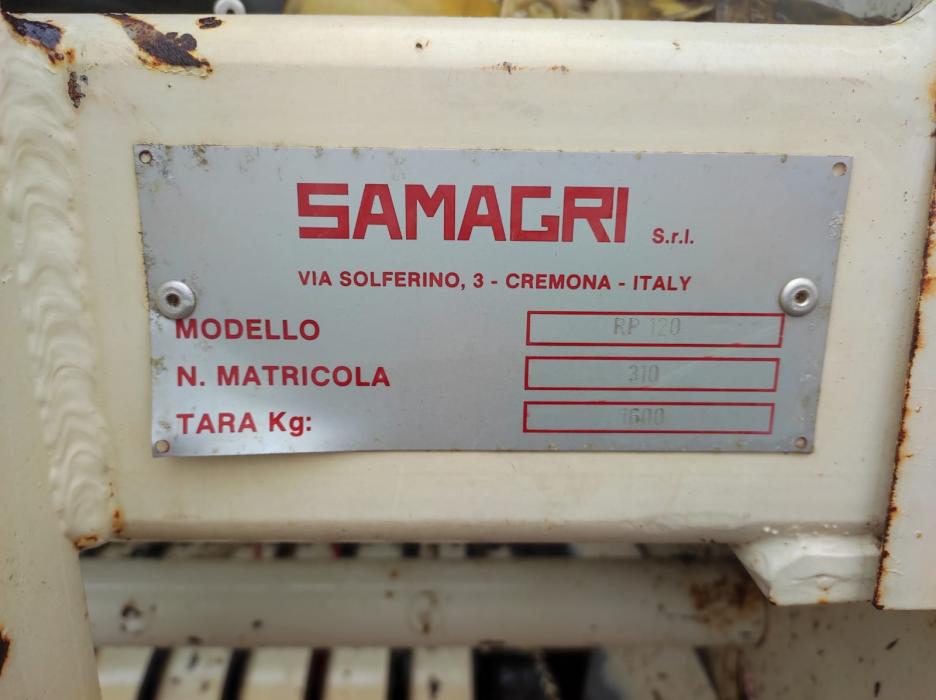 SAMAGRI S.r.l.
VIA SOLFERINO, 3 - CREMONA - ITALY
MODELLO RP 120
N. MATRICOLA 310
TARA Kg: 1600